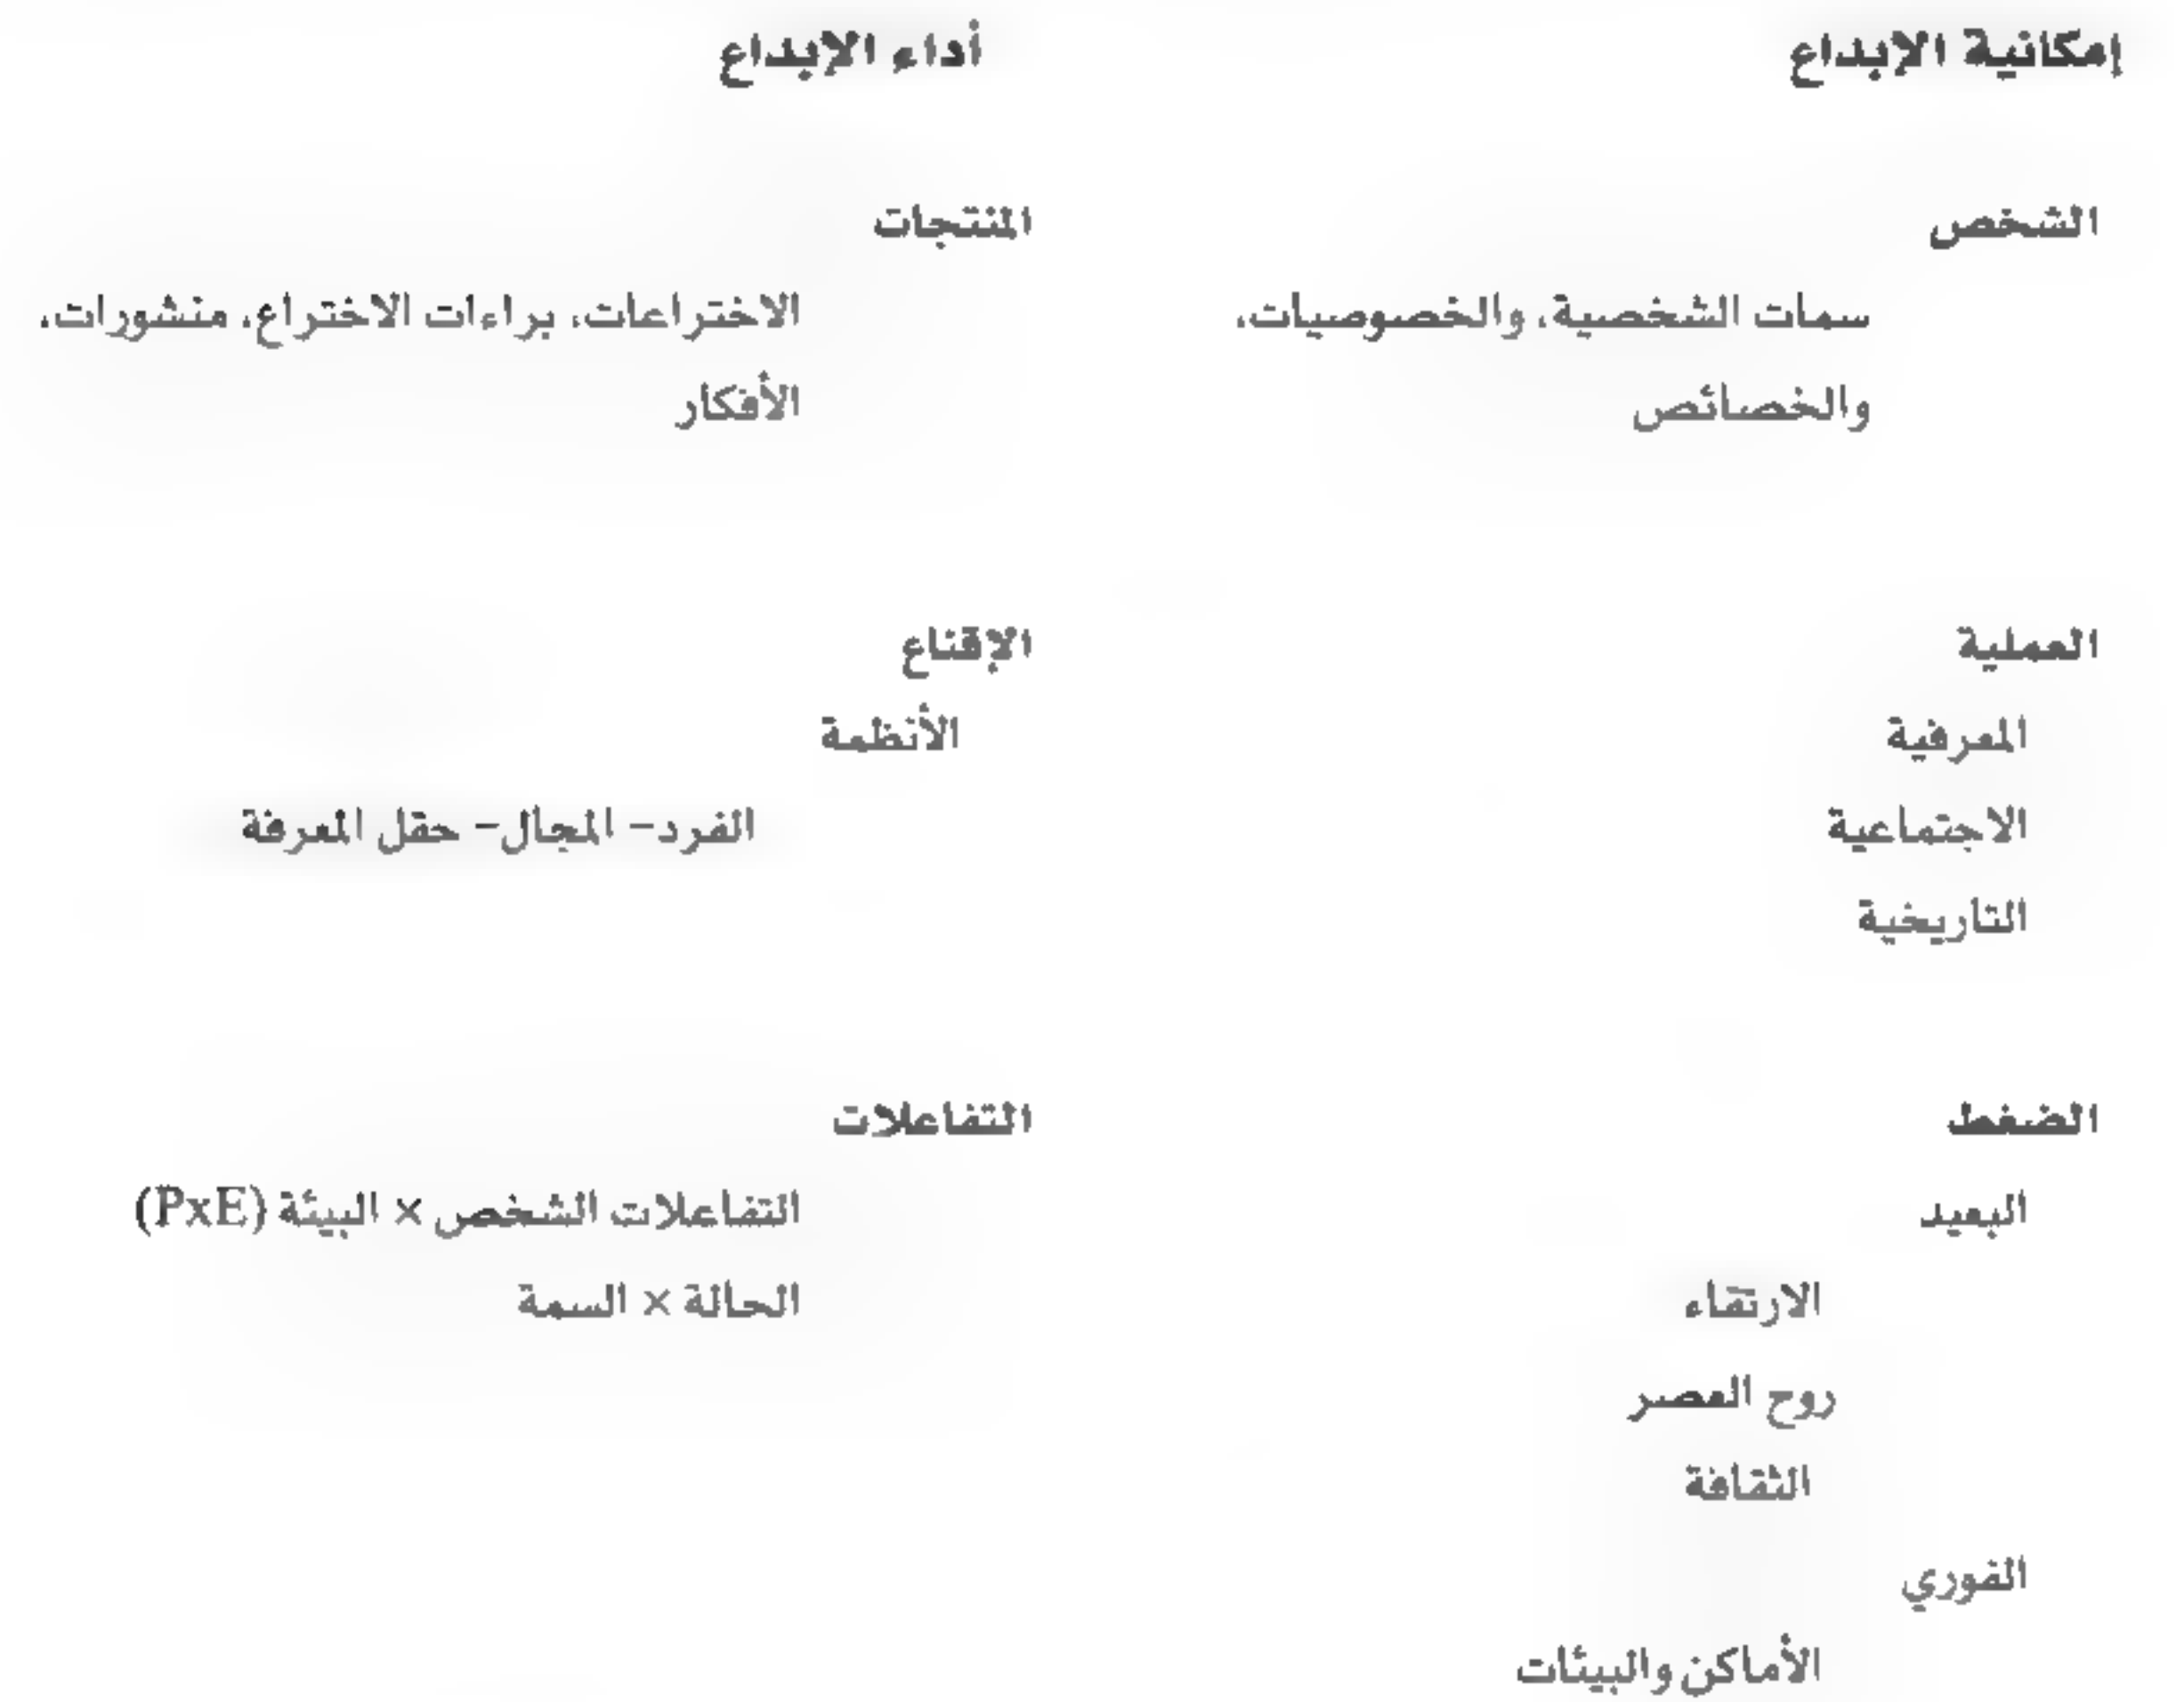 إمكانية الإبداع
الشخص
سمات الشخصية، والخصوصيات،
والخصائص
العملية
المعرفية
الاجتماعية
التاريخية
الضغط
البعيد
الارتقاء
روح العصر
الثقافة
الفوري
الأماكن والبيئات
أداء الإبداع
المنتجات
الاختراعات، براءات الاختراع، منشورات،
الأفكار
الإقناع
الأنظمة
الفرد- المجال- حقل المعرفة
التفاعلات
التفاعلات الشخص × البيئة (PxE)
الحالة × السمة